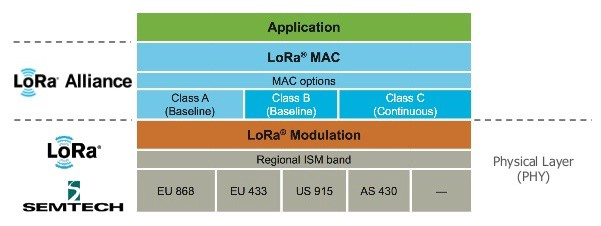 Application
LoRa® MAC
LoRa® Alliance
MAC options
Class A
(Baseline)
Class B
(Baseline)
Class C
(Continuous)
LoRa® Modulation
LoRa®
Regional ISM band
Physical Layer
(PHY)
SEMTECH
EU 868
EU 433
US 915
AS 430
—